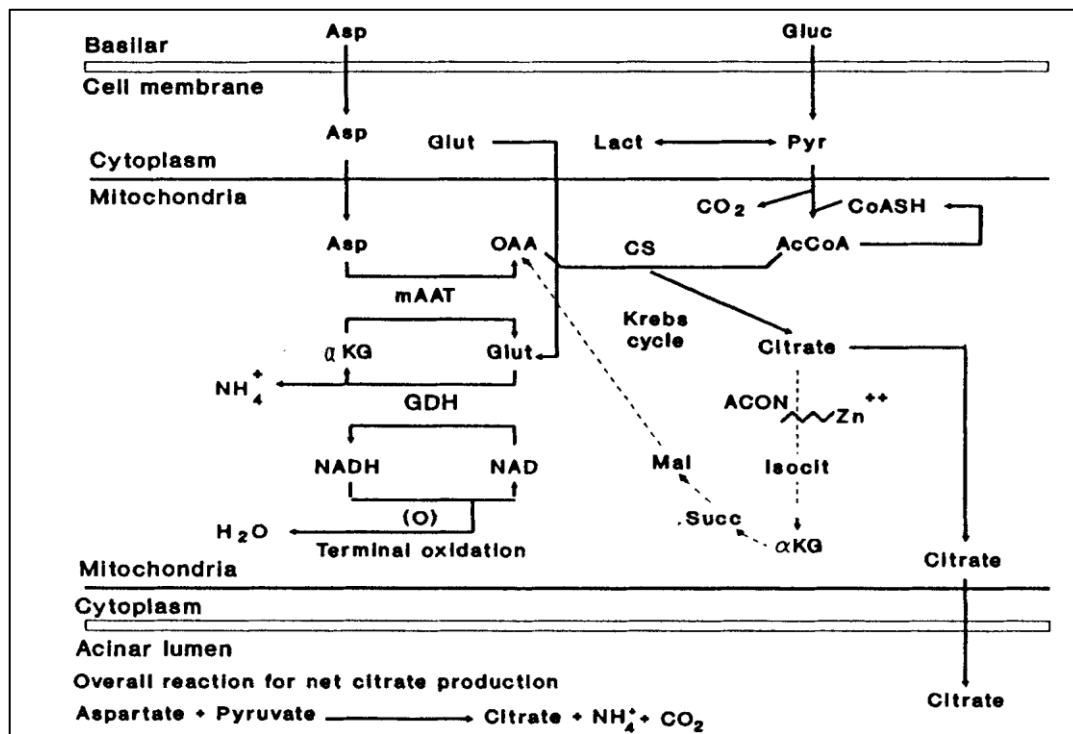 Asp Gluc
Basilar
Cell membrane
Asp Glut Lact Pyr
Cytoplasm
Mitochondria
CO2 CoASH
Asp OAA CS AcCoA
mAAT
Krebs
cycle
αKG Glut Citrate
NH4+
GDH ACON Zn++
NADH NAD Mal Isocit
(O) Succ
H2O αKG
Terminal oxidation
Citrate
Mitochondria
Cytoplasm
Acinar lumen
Overall reaction for net citrate production
Citrate
Aspartate + Pyruvate Citrate + NH4+ + CO2